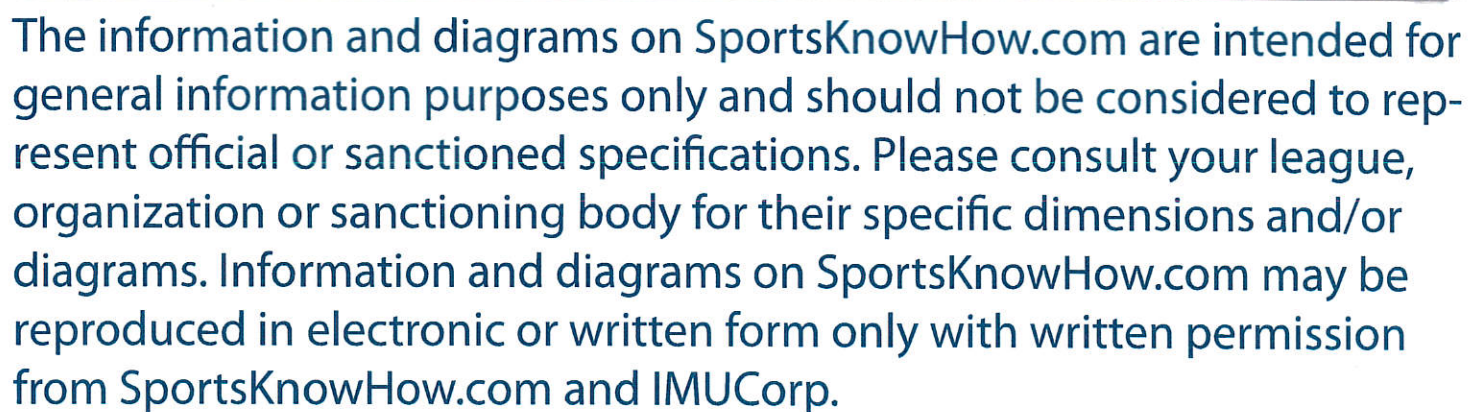 The information and diagrams on SportsKnowHow.com are intended for
general information purposes only and should not be considered to rep-
resent official or sanctioned specifications. Please consult your league,
organization or sanctioning body for their specific dimensions and/or
diagrams. Information and diagrams on SportsKnowHow.com may be
reproduced in electronic or written form only with written permission
from SportsKnowHow.com and IMUCorp.